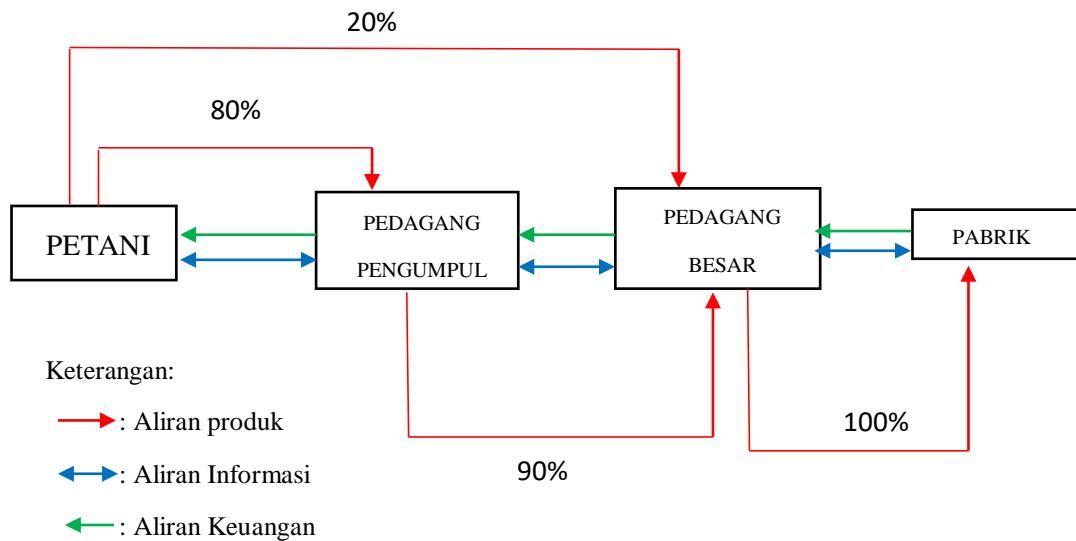 20%
80%
PETANI
PEDAGANG
PENGUMPUL
PEDAGANG
BESAR
PABRIK
90%
100%
Keterangan:
: Aliran produk
: Aliran Informasi
: Aliran Keuangan